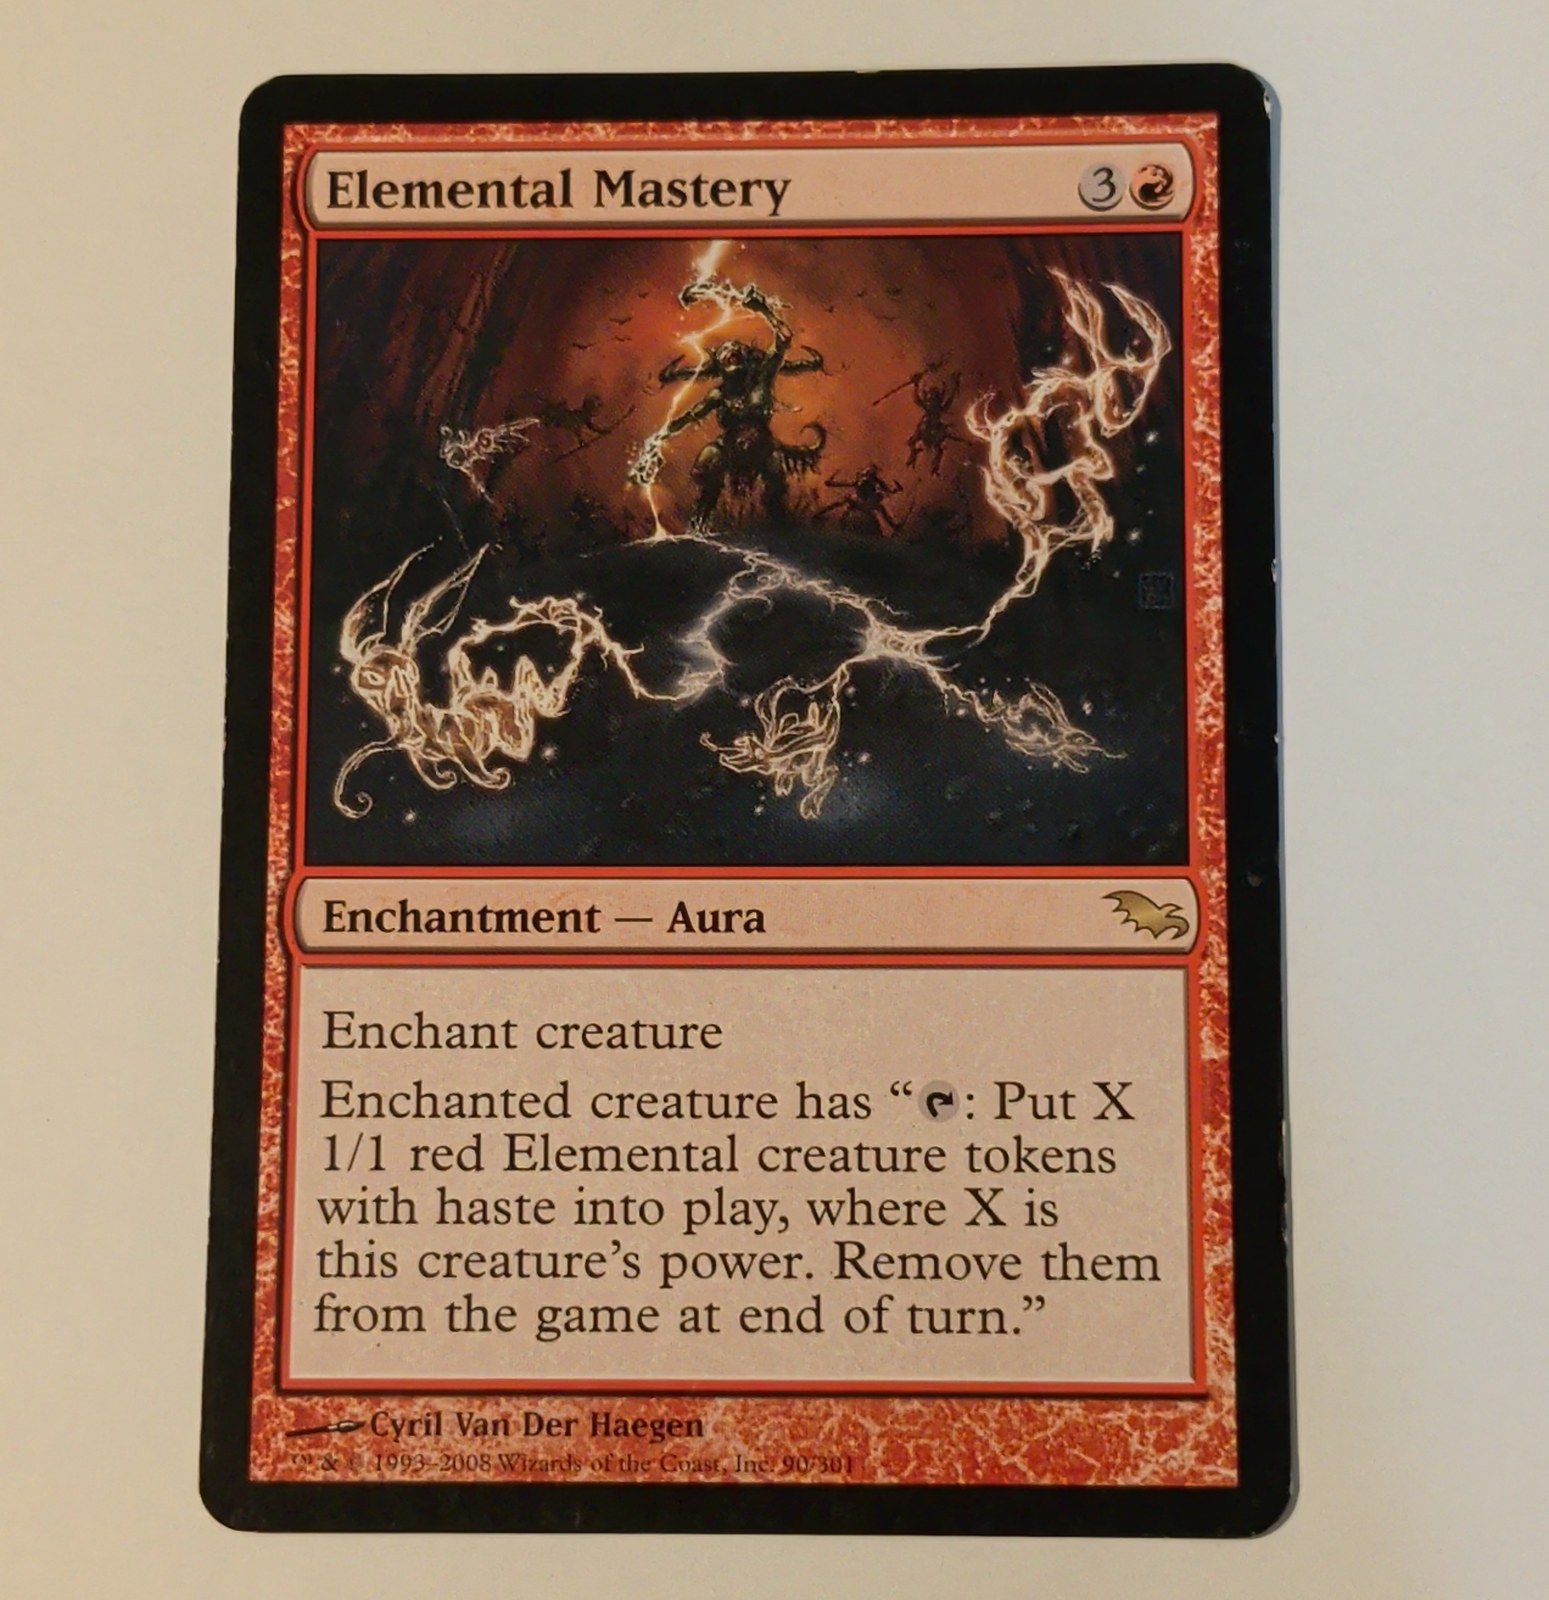 Elemental Mastery 3
Enchantment — Aura
Enchant creature
Enchanted creature has “: Put X
1/1 red Elemental creature tokens
with haste into play, where X is
this creature’s power. Remove them
from the game at end of turn.”
Cyril Van Der Haegen
™ & © 1993–2008 Wizards of the Coast, Inc. 90/301